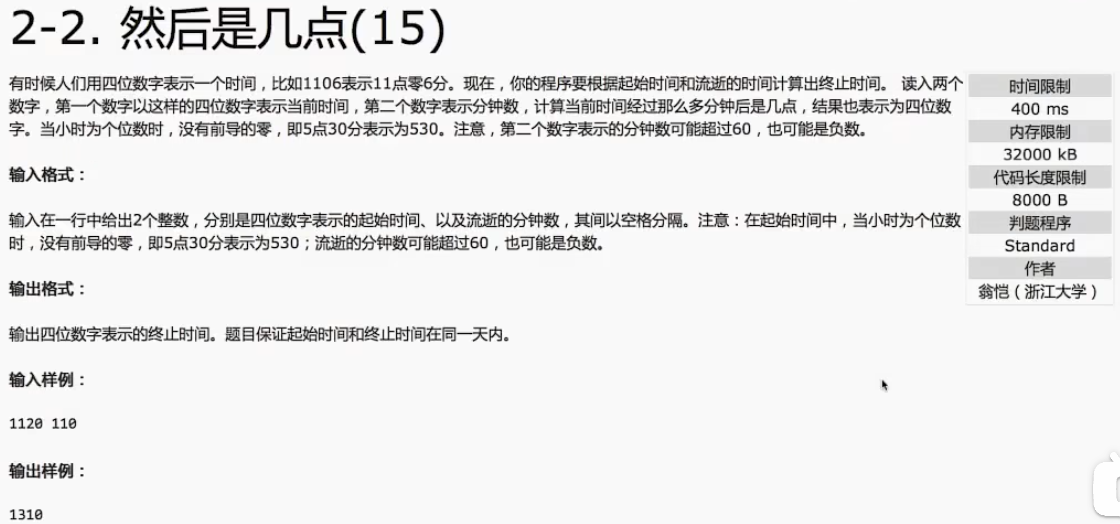 2-2. 然后是几点(15)
有时候人们用四位数字表示一个时间，比如1106表示11点零6分。现在，你的程序要根据起始时间和流逝的时间计算出终止时间。 读入两个
数字，第一个数字以这样的四位数字表示当前时间，第二个数字表示分钟数，计算当前时间经过那么多分钟后是几点，结果也表示为四位数
字。当小时为个位数时，没有前导的零，即5点30分表示为530。注意，第二个数字表示的分钟数可能超过60，也可能是负数。
输入格式：
输入在一行中给出2个整数，分别是四位数字表示的起始时间、以及流逝的分钟数，其间以空格分隔。注意：在起始时间中，当小时为个位数
时，没有前导的零，即5点30分表示为530；流逝的分钟数可能超过60，也可能是负数。
输出格式：
输出四位数字表示的终止时间。题目保证起始时间和终止时间在同一天内。
输入样例：
1120 110
输出样例：
1310
时间限制
400 ms
内存限制
32000 kB
代码长度限制
8000 B
判题程序
Standard
作者
翁恺（浙江大学）